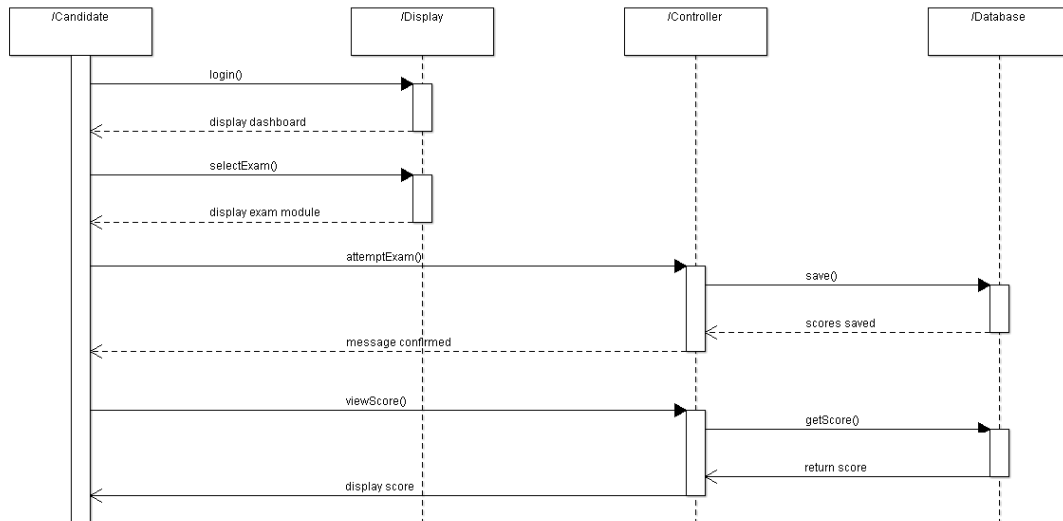 /Candidate
/Display
/Controller
/Database
login()
display dashboard
selectExam()
display exam module
attemptExam()
save()
scores saved
message confirmed
viewScore()
getScore()
return score
display score